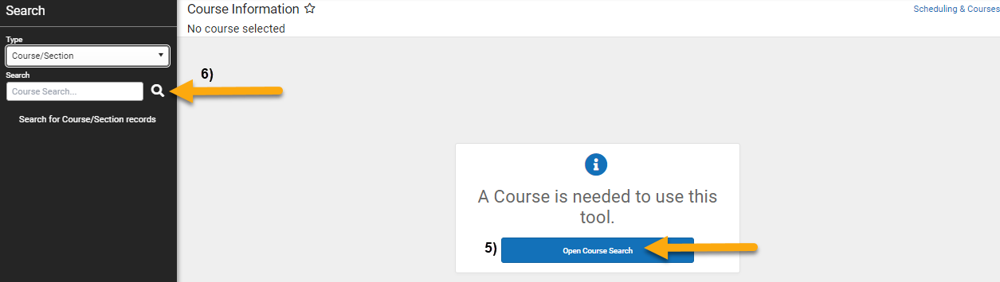 Search
Type
Course/Section
Search
Course Search...
Search for Course/Section records
Course Information
No course selected
Scheduling & Courses
6)
A Course is needed to use this
tool.
5)
Open Course Search